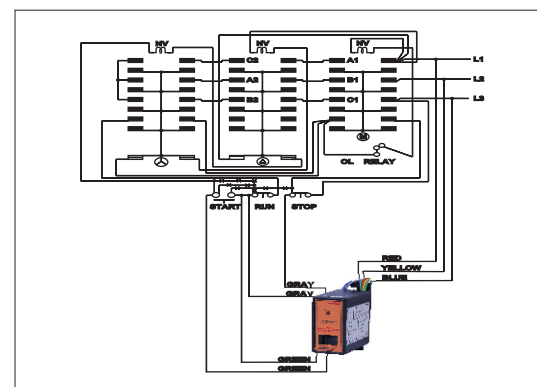 NV NV NV
C2 A1 L1
A2 B1 L2
B2 C1 L3
M
OL RELAY
START RUN STOP
RED
YELLOW
BLUE
GRAY
GRAY
GREEN
GREEN